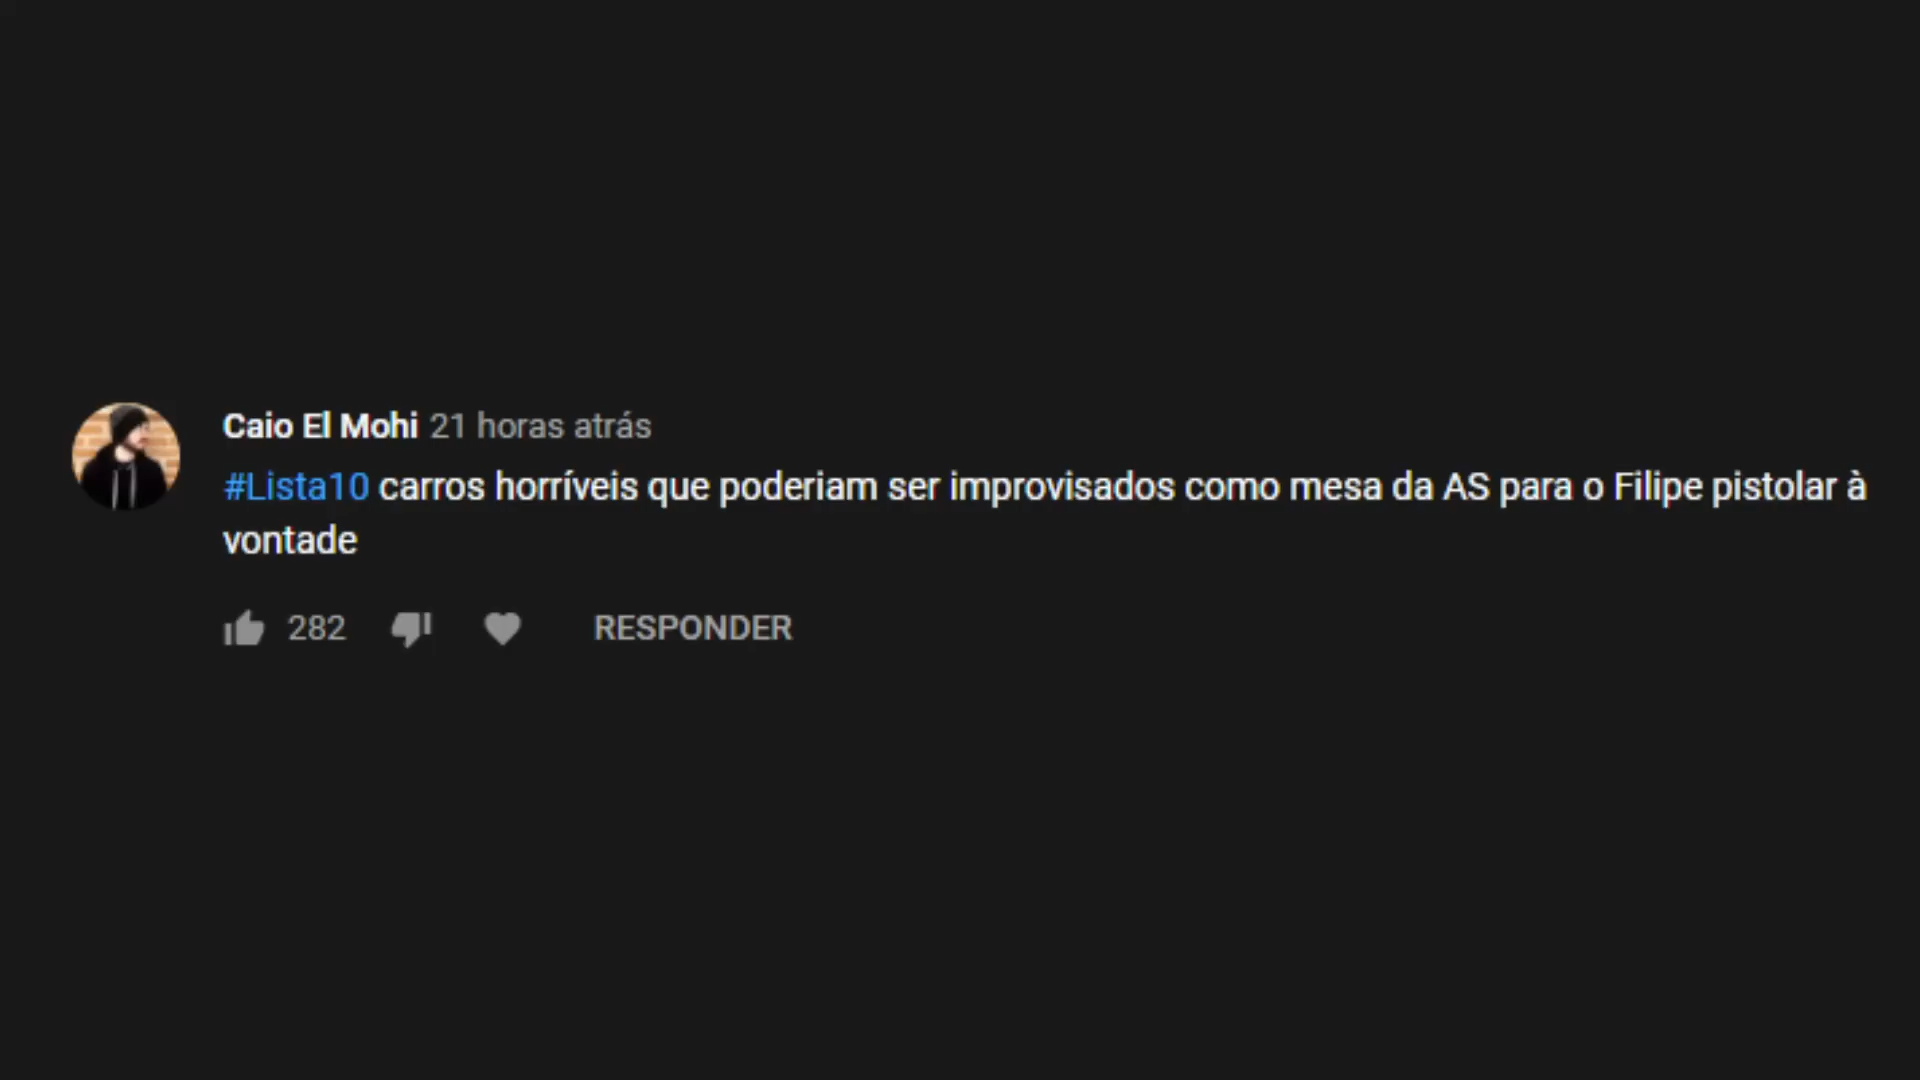 Caio El Mohi 21 horas atrás
#Lista10 carros horríveis que poderiam ser improvisados como mesa da AS para o Filipe pistolar à
vontade
282 RESPONDER